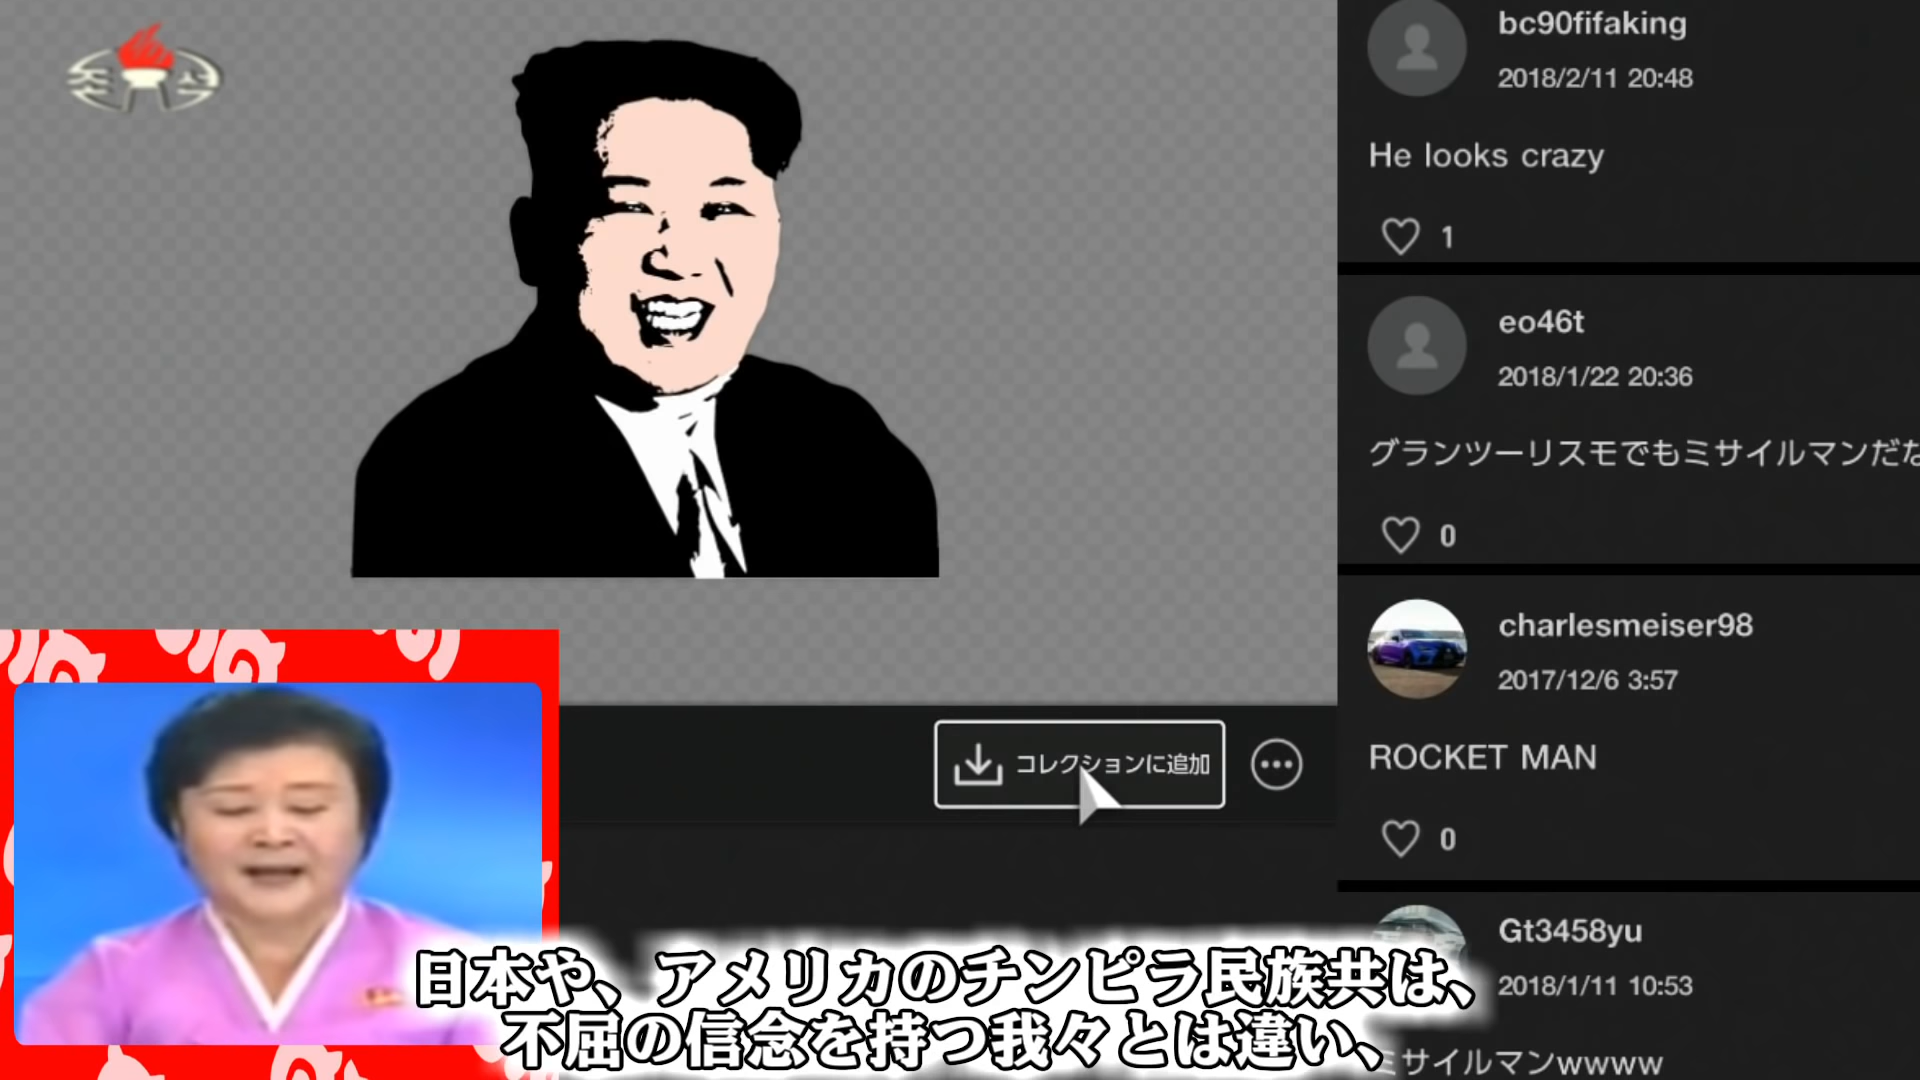 bc90fifaking
2018/2/11 20:48
He looks crazy
1
eo46t
2018/1/22 20:36
グランツーリスモでもミサイルマンだな
0
charlesmeiser98
2017/12/6 3:57
ROCKET MAN
0
コレクションに追加
Gt3458yu
2018/1/11 10:53
ミサイルマンwwww
日本や、アメリカのチンピラ民族共は、
不屈の信念を持つ我々とは違い、